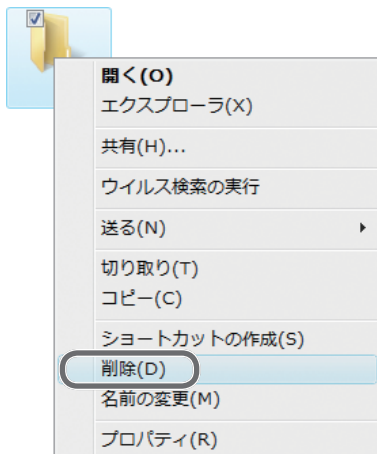 開く(O)
エクスプローラ(X)
共有(H)...
ウイルス検索の実行
送る(N)
切り取り(T)
コピー(C)
ショートカットの作成(S)
削除(D)
名前の変更(M)
プロパティ(R)